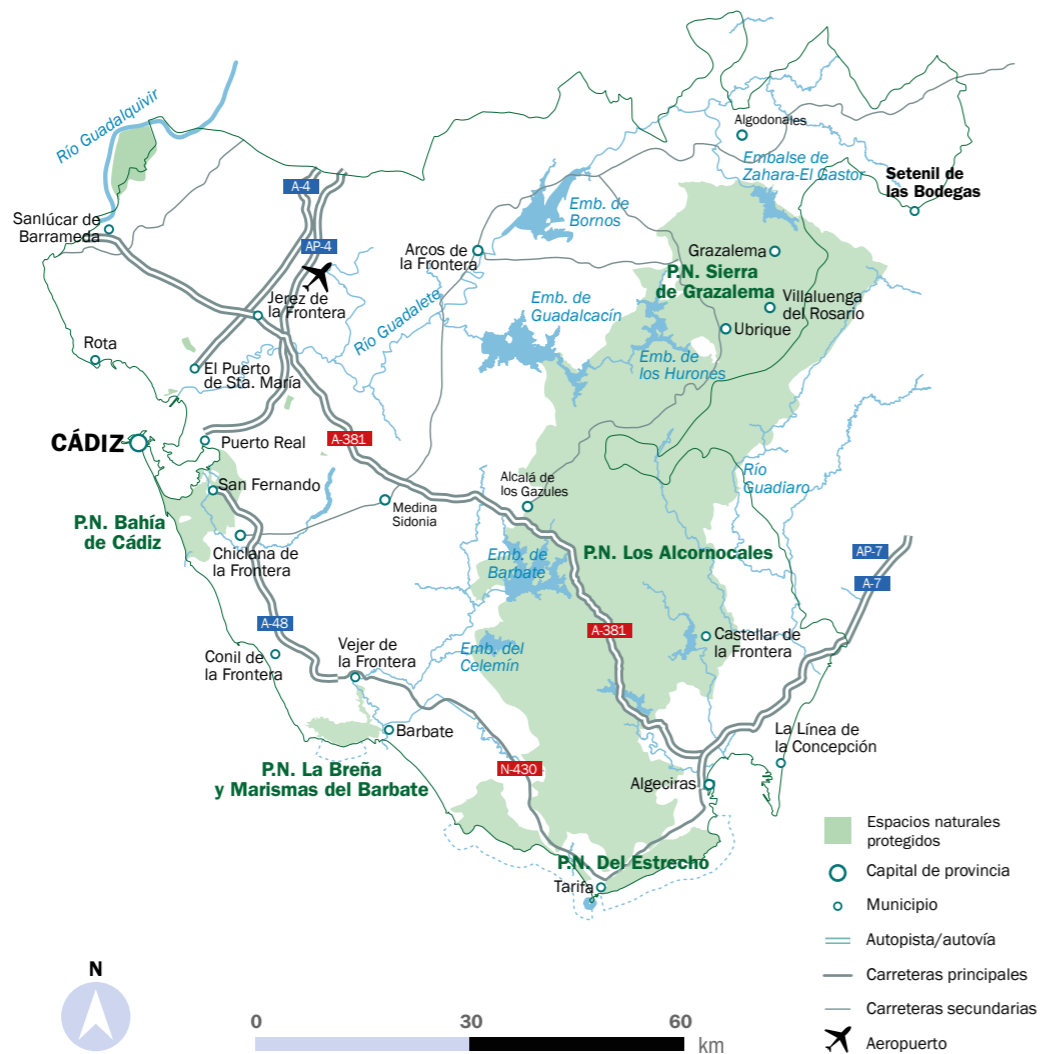 Río Guadalquivir
Algodonales
Embalse de
Zahara-El Gastor
Setenil de
las Bodegas
A-4
Emb. de
Bornos
Sanlúcar de
Barrameda
AP-4
Arcos de
la Frontera
Grazalema
P.N. Sierra
de Grazalema
Jerez de
la Frontera
Río Guadalete
Emb. de
Guadalcacín
Villaluenga
del Rosario
Ubrique
Rota
El Puerto
de Sta. María
Emb. de
los Hurones
CÁDIZ
Puerto Real
A-381
San Fernando
Medina
Sidonia
Alcalá de
los Gazules
Río
Guadiaro
P.N. Bahía
de Cádiz
Chiclana de
la Frontera
Emb. de
Barbate
P.N. Los Alcornocales
AP-7
A-7
A-48
A-381
Castellar de
la Frontera
Vejer de
la Frontera
Emb. del
Celemín
Conil de
la Frontera
Barbate
La Línea de
la Concepción
P.N. La Breña
y Marismas del Barbate
N-430
Algeciras
P.N. Del Estrecho
Tarifa
Espacios naturales
protegidos
Capital de provincia
Municipio
Autopista/autovía
Carreteras principales
Carreteras secundarias
Aeropuerto
N
0 30 60
km